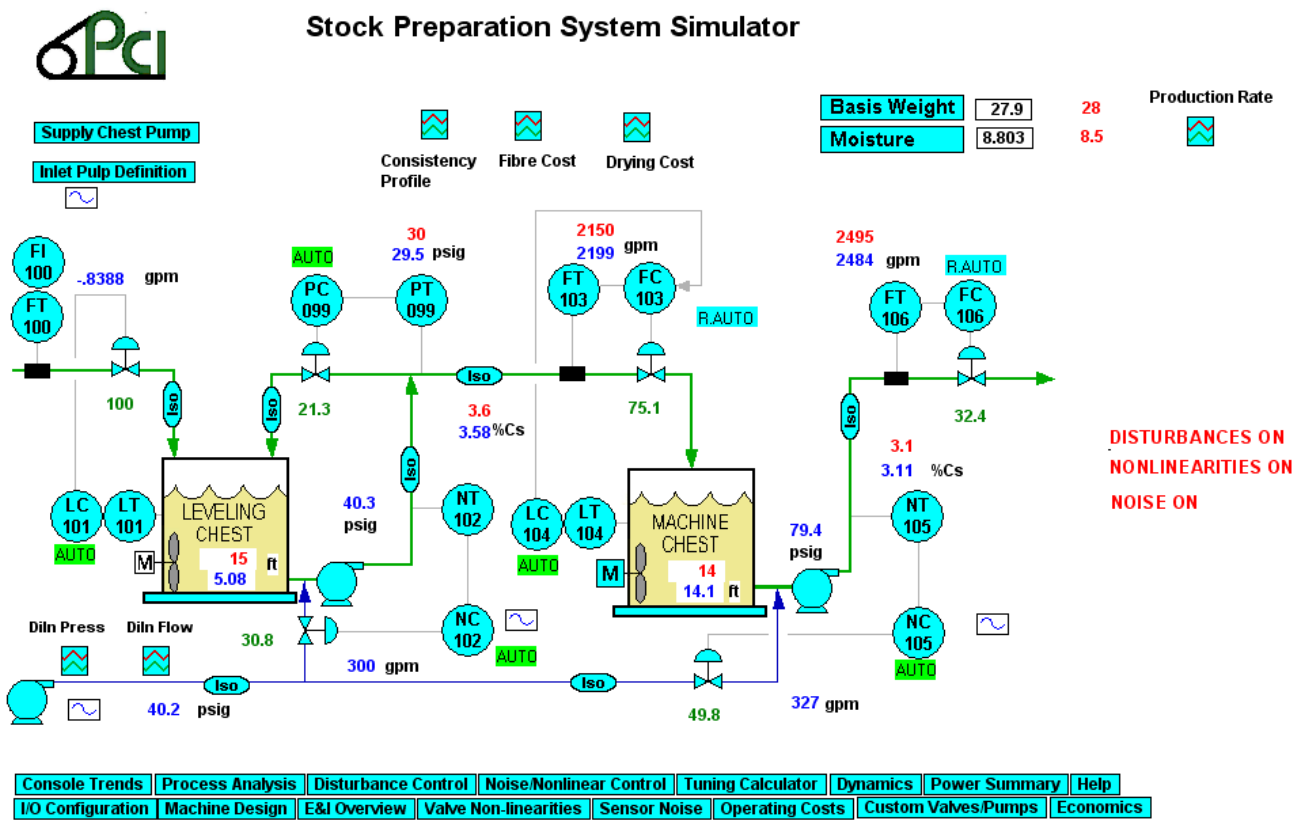 PCI
Stock Preparation System Simulator
Supply Chest Pump
Inlet Pulp Definition
Consistency
Profile
Fibre Cost
Drying Cost
Basis Weight 27.9 28
Moisture 8.803 8.5
Production Rate
FI
100
FT
100
-.8388 gpm
100
AUTO
PC
099
30
29.5 psig
PT
099
21.3
Iso
Iso
Iso
3.6
3.58 %Cs
Iso
2150
2199 gpm
FT
103
FC
103
R.AUTO
75.1
2495
2484 gpm
R.AUTO
FT
106
FC
106
32.4
Iso
3.1
3.11 %Cs
DISTURBANCES ON
NONLINEARITIES ON
NOISE ON
LC
101
LT
101
AUTO
LEVELING
CHEST
15
5.08 ft
M
40.3
psig
NT
102
NC
102
AUTO
LC
104
LT
104
AUTO
MACHINE
CHEST
14
14.1 ft
M
79.4
psig
NT
105
NC
105
AUTO
Diln Press
Diln Flow
30.8
300 gpm
Iso
40.2 psig
Iso
49.8
327 gpm
Console Trends Process Analysis Disturbance Control Noise/Nonlinear Control Tuning Calculator Dynamics Power Summary Help
I/O Configuration Machine Design E&I Overview Valve Non-linearities Sensor Noise Operating Costs Custom Valves/Pumps Economics